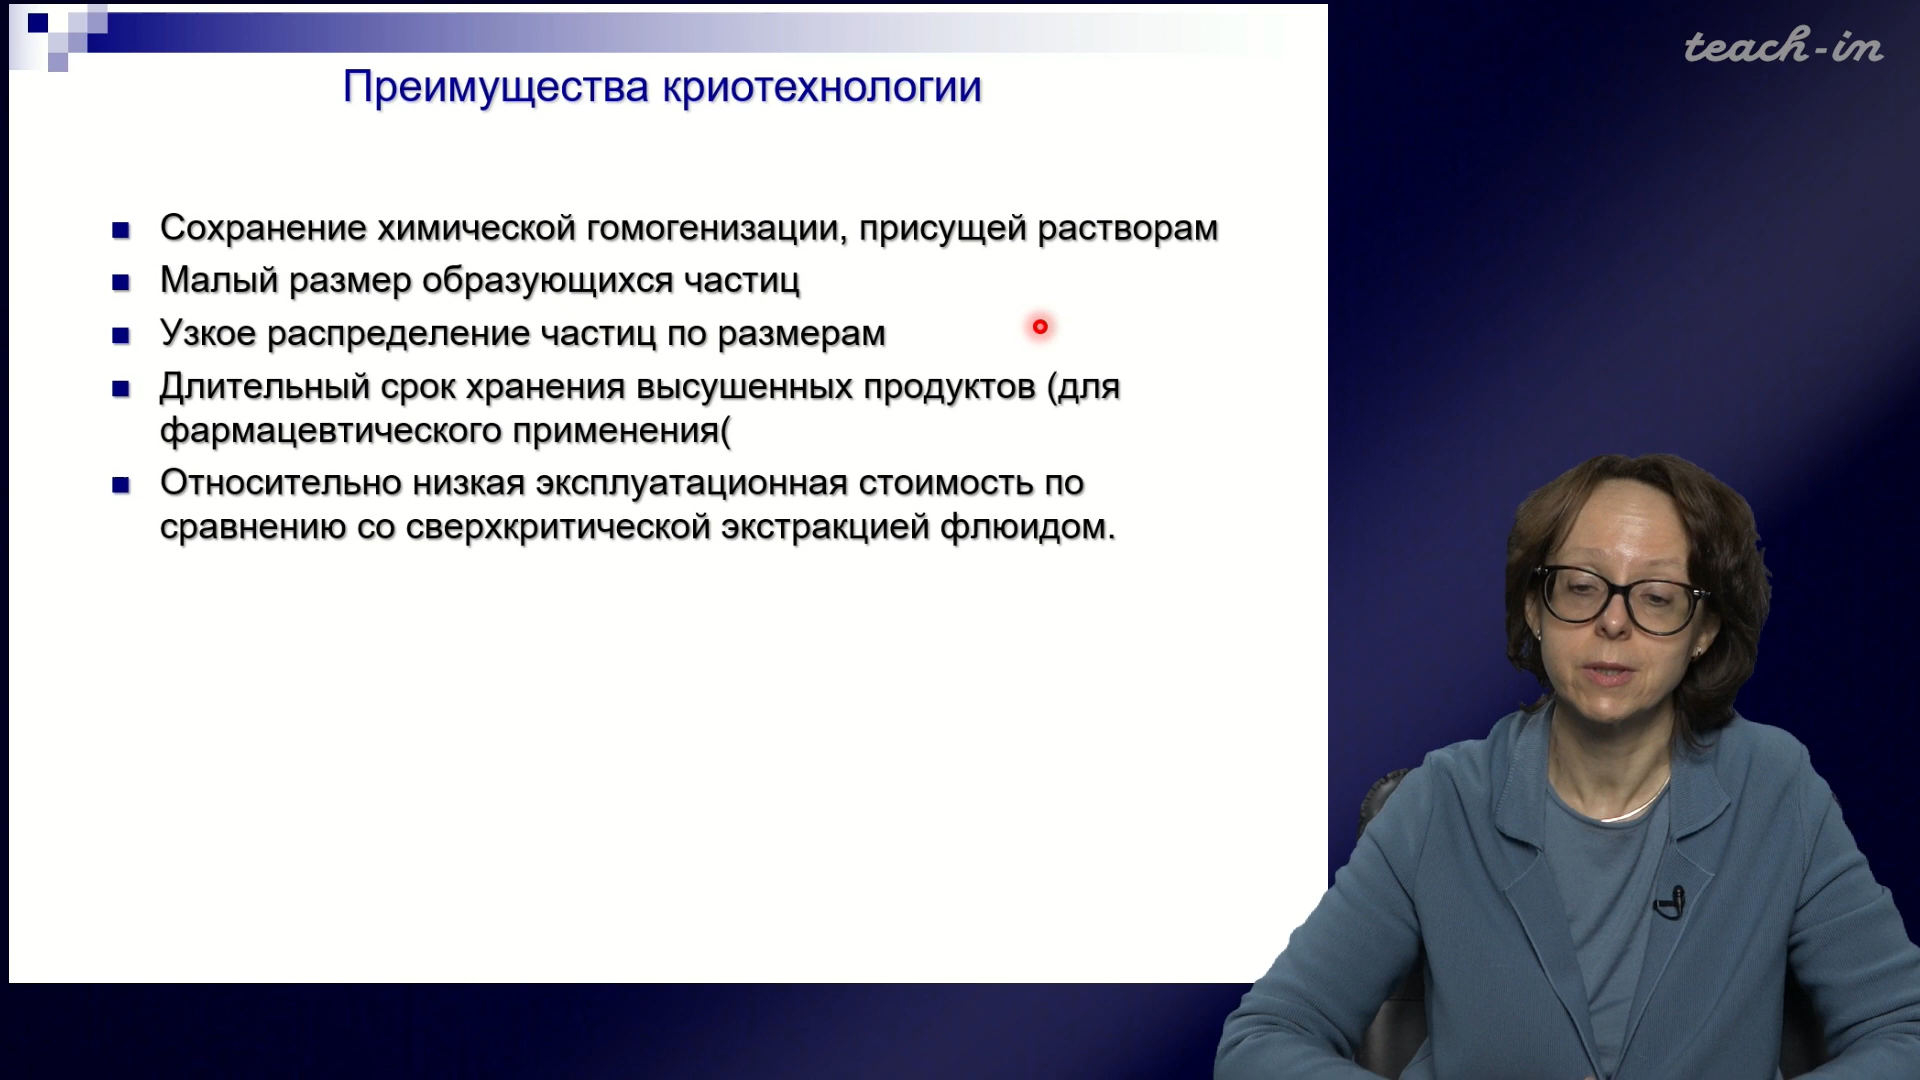 teach-in
Преимущества криотехнологии
Сохранение химической гомогенизации, присущей растворам
Малый размер образующихся частиц
Узкое распределение частиц по размерам
Длительный срок хранения высушенных продуктов (для
фармацевтического применения(
Относительно низкая эксплуатационная стоимость по
сравнению со сверхкритической экстракцией флюидом.